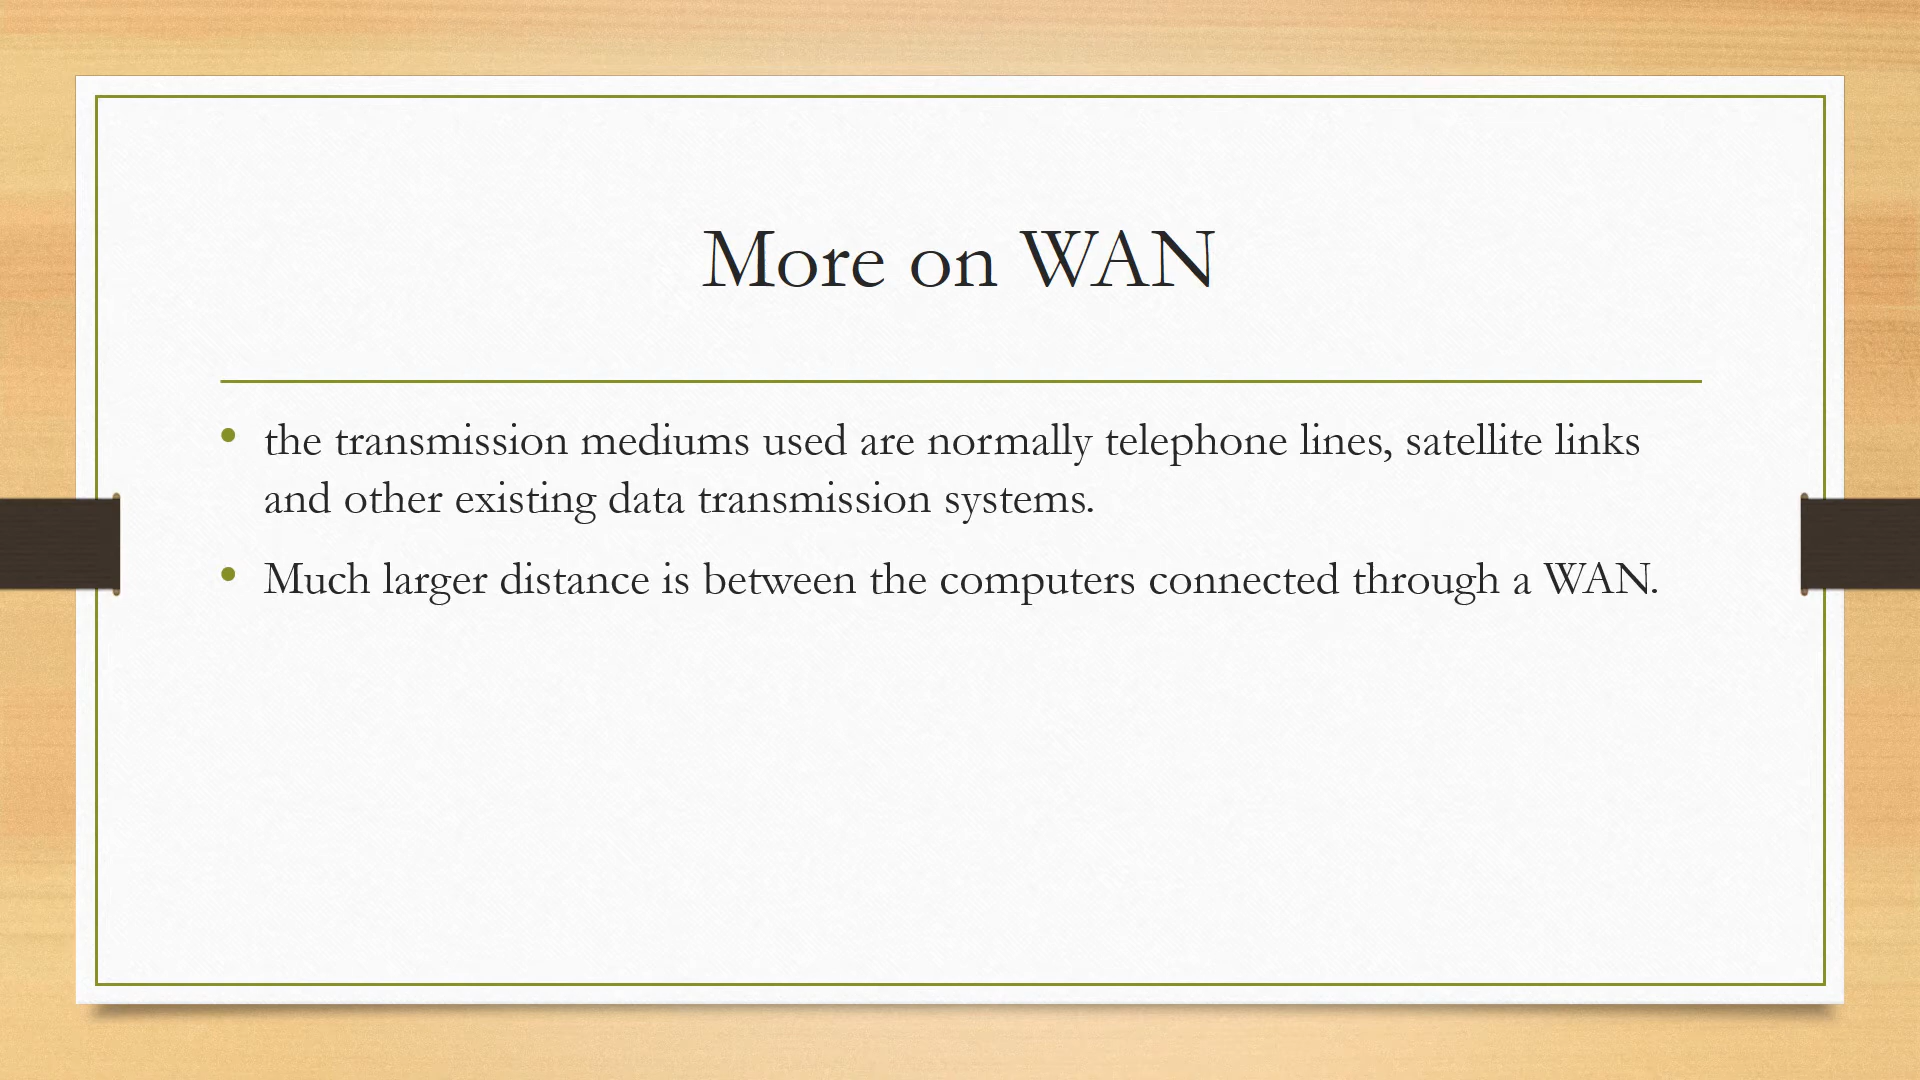 More on WAN
• the transmission mediums used are normally telephone lines, satellite links
and other existing data transmission systems.
• Much larger distance is between the computers connected through a WAN.